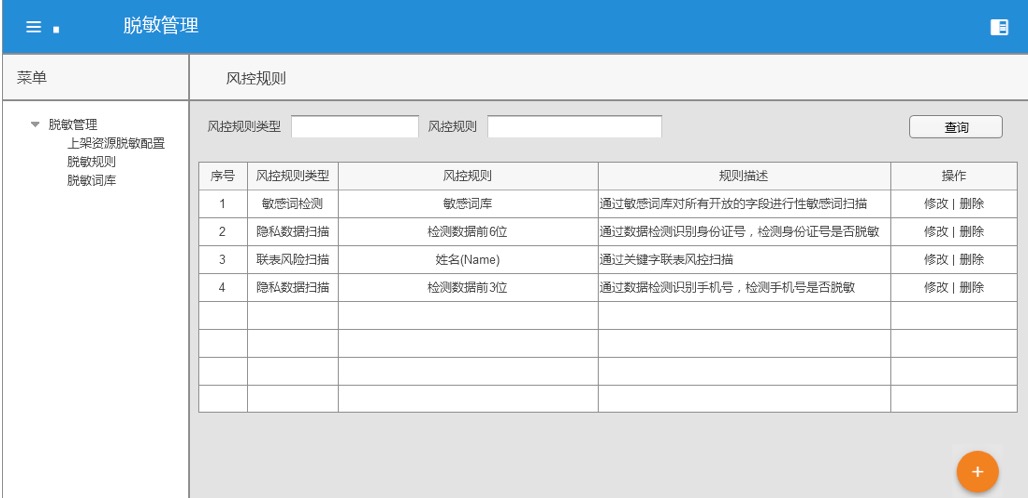 脱敏管理
菜单
风控规则
脱敏管理
上架资源脱敏配置
脱敏规则
脱敏词库
风控规则类型 风控规则 查询
序号 风控规则类型 风控规则 规则描述 操作
1 敏感词检测 敏感词库 通过敏感词库对所有开放的字段进行性敏感词扫描 修改 | 删除
2 隐私数据扫描 检测数据前6位 通过数据检测识别身份证号，检测身份证号是否脱敏 修改 | 删除
3 联表风险扫描 姓名(Name) 通过关键字联表风控扫描 修改 | 删除
4 隐私数据扫描 检测数据前3位 通过数据检测识别手机号，检测手机号是否脱敏 修改 | 删除
+